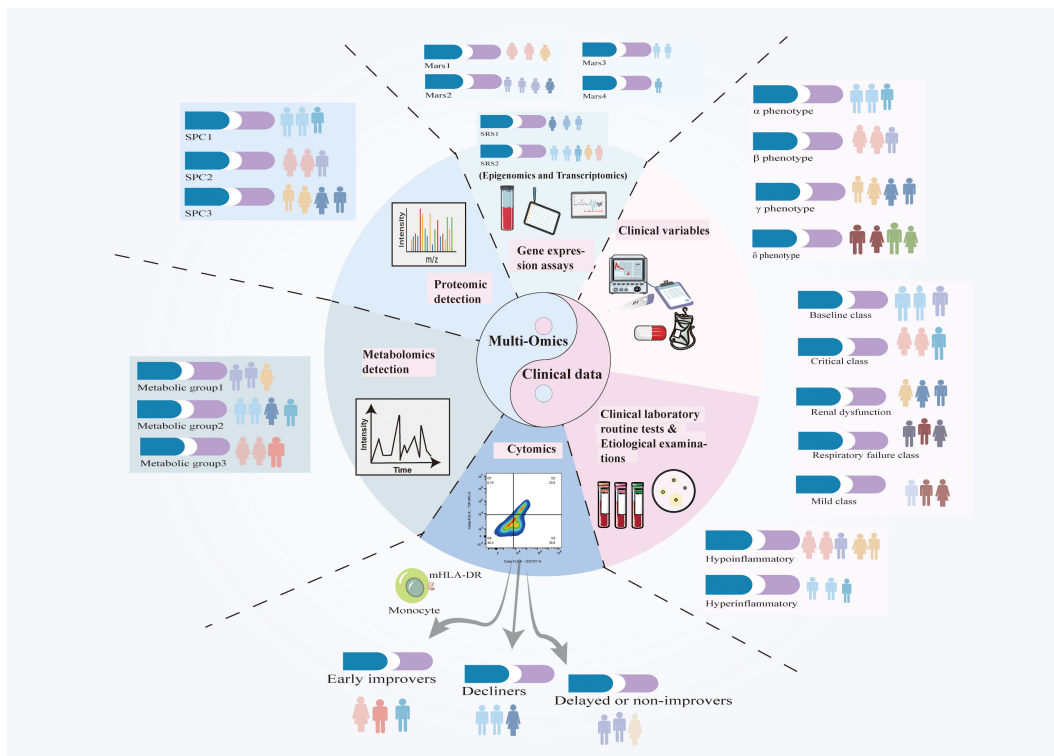 Mars1
Mars3
Mars2
Mars4
SRS1
SRS2
(Epigenomics and Transcriptomics)
Gene expres-
sion assays
SPC1
SPC2
SPC3
Intensity
m/z
Proteomic
detection
Clinical variables
α phenotype
β phenotype
γ phenotype
δ phenotype
Multi-Omics
Clinical data
Metabolomics
detection
Intensity
Time
Metabolic group1
Metabolic group2
Metabolic group3
Baseline class
Critical class
Renal dysfunction
Respiratory failure class
Mild class
Clinical laboratory
routine tests &
Etiological examina-
tions
Cytomics
Hypoinflammatory
Hyperinflammatory
mHLA-DR
Monocyte
Early improvers
Decliners
Delayed or non-improvers